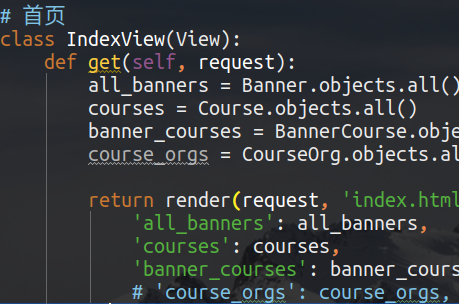 # 首页
class IndexView(View):
def get(self, request):
all_banners = Banner.objects.all()
courses = Course.objects.all()
banner_courses = BannerCourse.obje
course_orgs = CourseOrg.objects.al
return render(request, 'index.html
'all_banners': all_banners,
'courses': courses,
'banner_courses': banner_cours
# 'course_orgs': course_orgs,